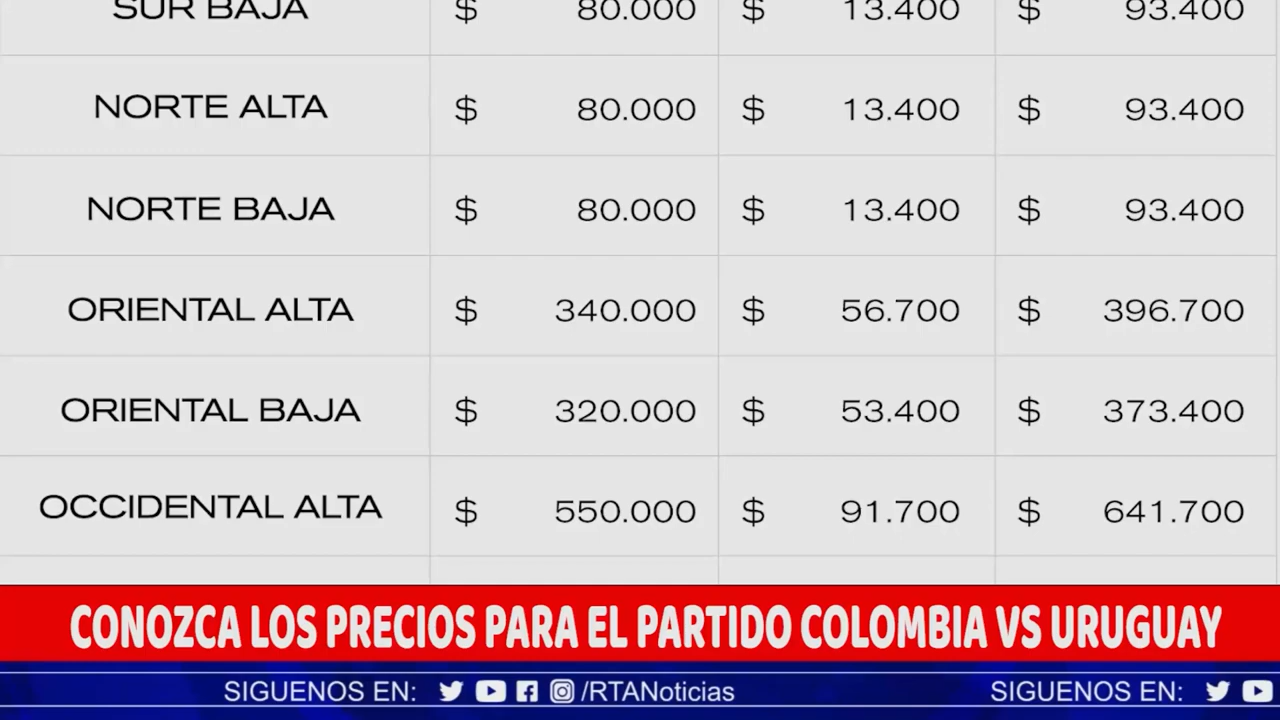 SUR BAJA $ 80.000 $ 13.400 $ 93.400
NORTE ALTA $ 80.000 $ 13.400 $ 93.400
NORTE BAJA $ 80.000 $ 13.400 $ 93.400
ORIENTAL ALTA $ 340.000 $ 56.700 $ 396.700
ORIENTAL BAJA $ 320.000 $ 53.400 $ 373.400
OCCIDENTAL ALTA $ 550.000 $ 91.700 $ 641.700
CONOZCA LOS PRECIOS PARA EL PARTIDO COLOMBIA VS URUGUAY
SIGUENOS EN: /RTANoticias SIGUENOS EN: